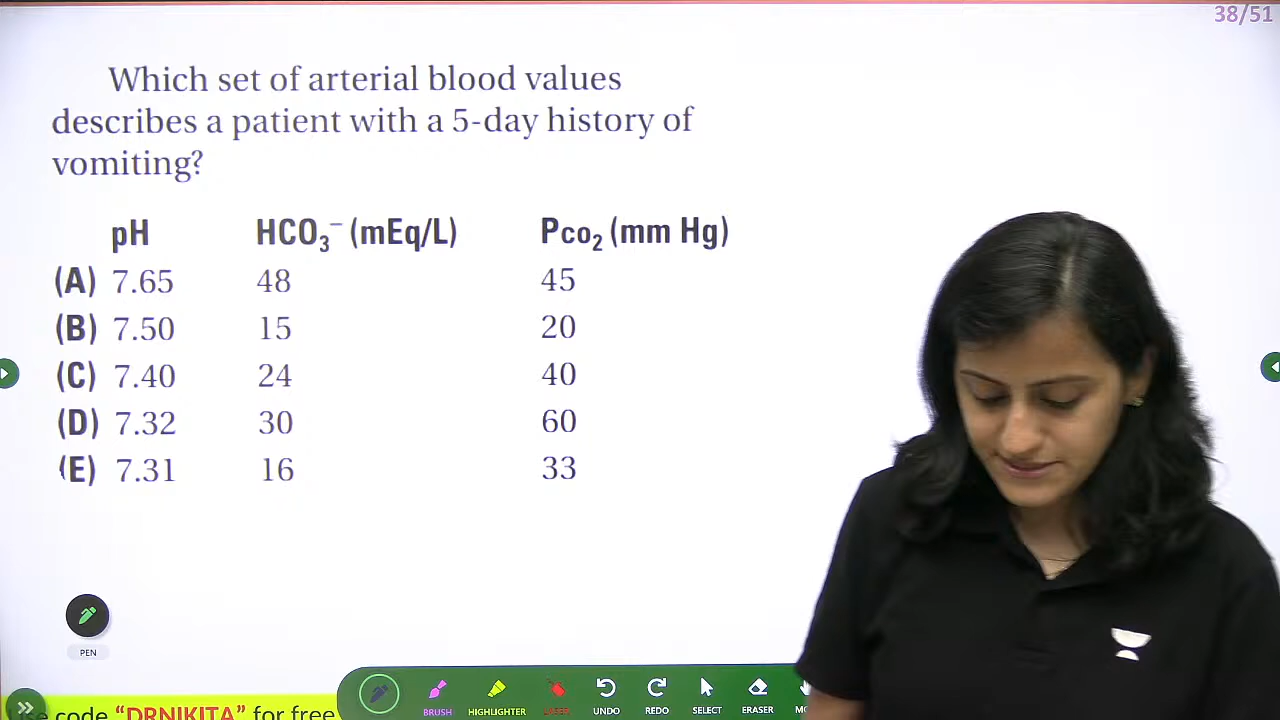 38/51
Which set of arterial blood values
describes a patient with a 5-day history of
vomiting?
pH HCO₃⁻ (mEq/L) Pco₂ (mm Hg)
(A) 7.65 48 45
(B) 7.50 15 20
(C) 7.40 24 40
(D) 7.32 30 60
(E) 7.31 16 33
PEN
code "DRNIKITA" for free
BRUSH HIGHLIGHTER UNDO REDO SELECT ERASER